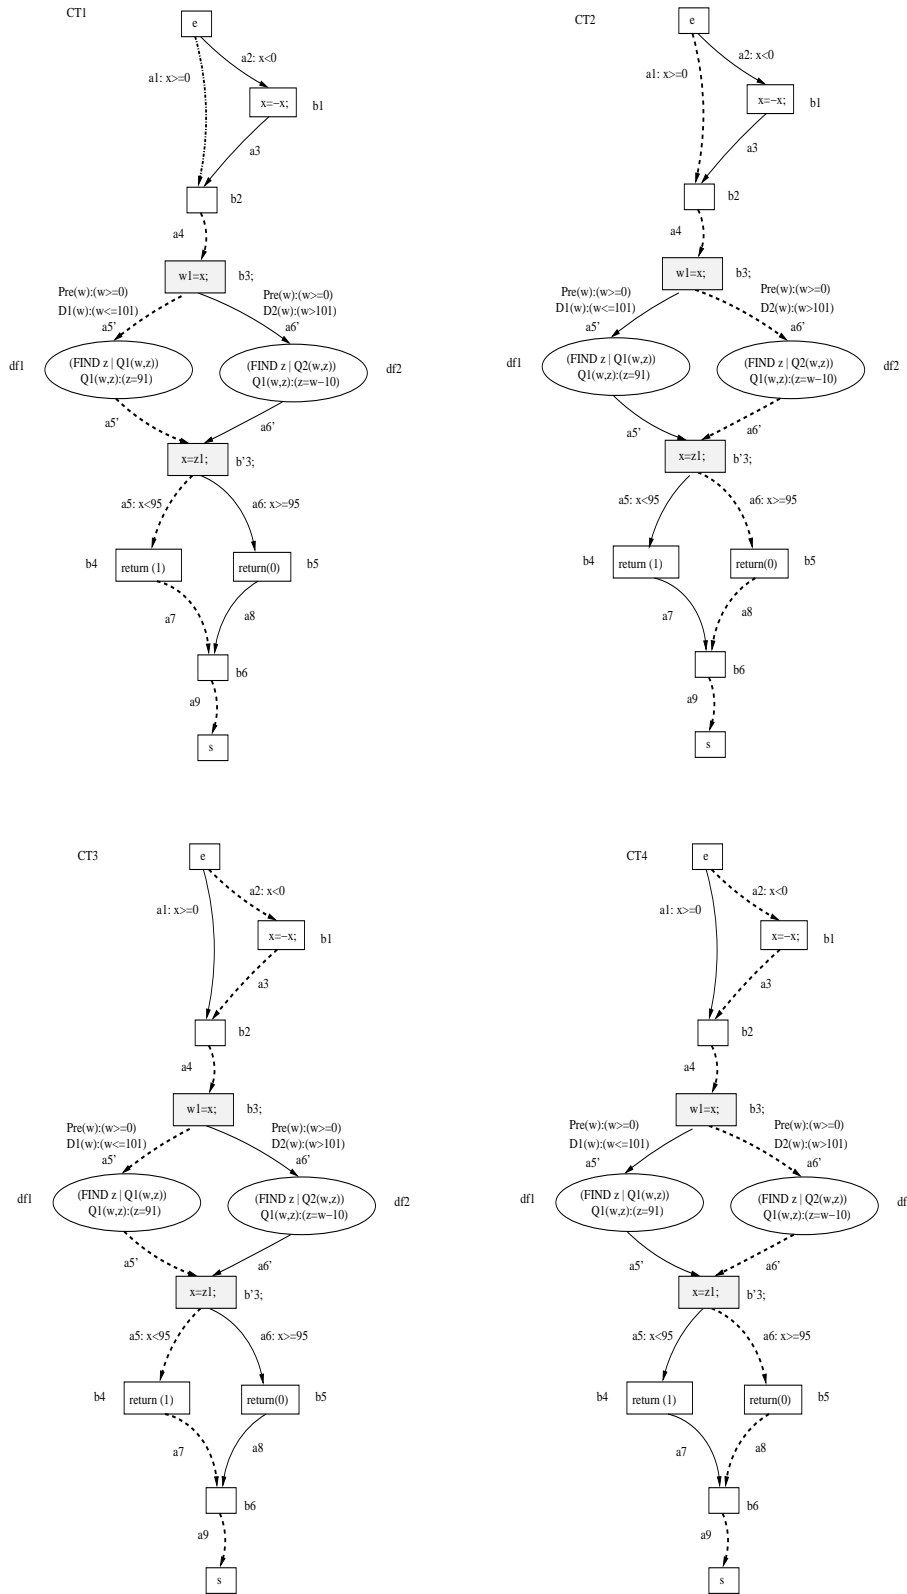 CT1
e
a2: x<0
a1: x>=0
x=−x;
b1
a3
b2
a4
w1=x;
b3;
Pre(w):(w>=0)
D1(w):(w<=101)
a5'
Pre(w):(w>=0)
D2(w):(w>101)
a6'
df1
(FIND z | Q1(w,z))
Q1(w,z):(z=91)
(FIND z | Q2(w,z))
Q1(w,z):(z=w−10)
df2
a5'
a6'
x=z1;
b'3;
a5: x<95
a6: x>=95
b4
return (1)
return(0)
b5
a7
a8
b6
a9
s
CT2
e
a2: x<0
a1: x>=0
x=−x;
b1
a3
b2
a4
w1=x;
b3;
Pre(w):(w>=0)
D1(w):(w<=101)
a5'
Pre(w):(w>=0)
D2(w):(w>101)
a6'
df1
(FIND z | Q1(w,z))
Q1(w,z):(z=91)
(FIND z | Q2(w,z))
Q1(w,z):(z=w−10)
df2
a5'
a6'
x=z1;
b'3;
a5: x<95
a6: x>=95
b4
return (1)
return(0)
b5
a7
a8
b6
a9
s
CT3
e
a2: x<0
a1: x>=0
x=−x;
b1
a3
b2
a4
w1=x;
b3;
Pre(w):(w>=0)
D1(w):(w<=101)
a5'
Pre(w):(w>=0)
D2(w):(w>101)
a6'
df1
(FIND z | Q1(w,z))
Q1(w,z):(z=91)
(FIND z | Q2(w,z))
Q1(w,z):(z=w−10)
df2
a5'
a6'
x=z1;
b'3;
a5: x<95
a6: x>=95
b4
return (1)
return(0)
b5
a7
a8
b6
a9
s
CT4
e
a2: x<0
a1: x>=0
x=−x;
b1
a3
b2
a4
w1=x;
b3;
Pre(w):(w>=0)
D1(w):(w<=101)
a5'
Pre(w):(w>=0)
D2(w):(w>101)
a6'
df1
(FIND z | Q1(w,z))
Q1(w,z):(z=91)
(FIND z | Q2(w,z))
Q1(w,z):(z=w−10)
df
a5'
a6'
x=z1;
b'3;
a5: x<95
a6: x>=95
b4
return (1)
return(0)
b5
a7
a8
b6
a9
s